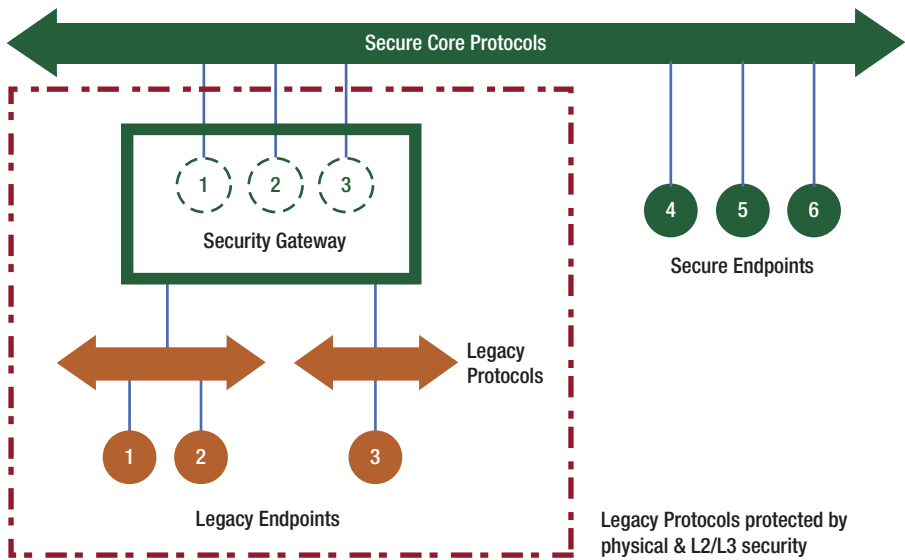 Secure Core Protocols
1 2 3
Security Gateway
4 5 6
Secure Endpoints
Legacy
Protocols
1 2 3
Legacy Endpoints
Legacy Protocols protected by
physical & L2/L3 security